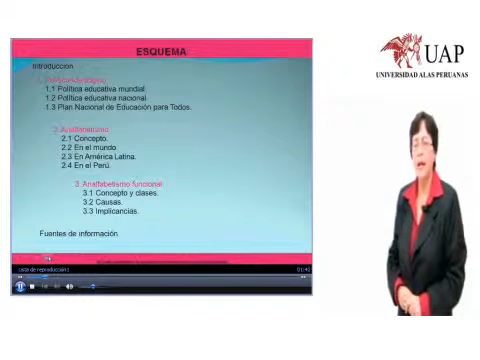 ESQUEMA
Introducción
1.1 Política educativa mundial
1.2 Política educativa nacional
1.3 Plan Nacional de Educación para Todos.
2. Analfabetismo
2.1 Concepto.
2.2 En el mundo
2.3 En América Latina.
2.4 En el Perú.
3. Analfabetismo funcional
3.1 Concepto y clases.
3.2 Causas.
3.3 Implicancias.
Fuentes de información.
Lista de reproducción
UAP
UNIVERSIDAD ALAS PERUANAS